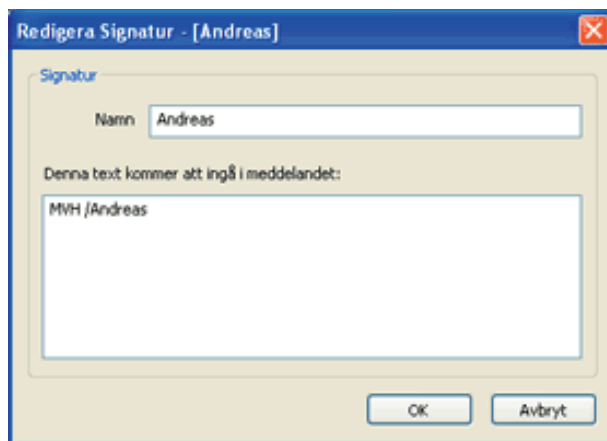 Redigera Signatur - [Andreas]
Signatur
Namn Andreas
Denna text kommer att ingå i meddelandet:
MVH /Andreas
OK Avbryt